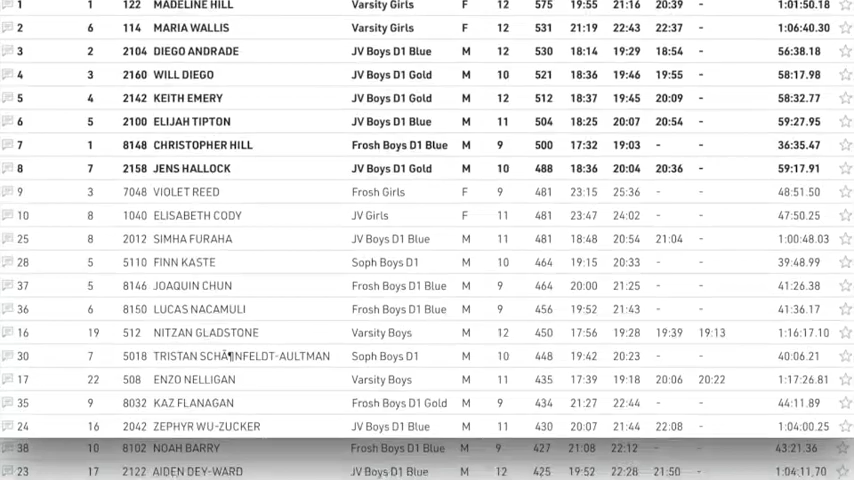 1 1 122 MADELINE HILL Varsity Girls F 12 575 19:55 21:16 20:39 - 1:01:50.18
2 6 114 MARIA WALLIS Varsity Girls F 12 531 21:19 22:43 22:37 - 1:06:40.30
3 2 2104 DIEGO ANDRADE JV Boys D1 Blue M 12 530 18:14 19:29 18:54 - 56:38.18
4 3 2160 WILL DIEGO JV Boys D1 Gold M 10 521 18:36 19:46 19:55 - 58:17.98
5 4 2142 KEITH EMERY JV Boys D1 Gold M 12 512 18:37 19:45 20:09 - 58:32.77
6 5 2100 ELIJAH TIPTON JV Boys D1 Blue M 11 504 18:25 20:07 20:54 - 59:27.95
7 1 8148 CHRISTOPHER HILL Frosh Boys D1 Blue M 9 500 17:32 19:03 - - 36:35.47
8 7 2158 JENS HALLOCK JV Boys D1 Gold M 10 488 18:36 20:04 20:36 - 59:17.91
9 3 7048 VIOLET REED Frosh Girls F 9 481 23:15 25:36 - - 48:51.50
10 8 1040 ELISABETH CODY JV Girls F 11 481 23:47 24:02 - - 47:50.25
25 8 2012 SIMHA FURAHA JV Boys D1 Blue M 11 481 18:48 20:54 21:04 - 1:00:48.03
28 5 5110 FINN KASTE Soph Boys D1 M 10 464 19:15 20:33 - - 39:48.99
37 5 8146 JOAQUIN CHUN Frosh Boys D1 Blue M 9 464 20:00 21:25 - - 41:26.38
36 6 8150 LUCAS NACAMULI Frosh Boys D1 Blue M 9 456 19:52 21:43 - - 41:36.17
16 19 512 NITZAN GLADSTONE Varsity Boys M 12 450 17:56 19:28 19:39 19:13 1:16:17.10
30 7 5018 TRISTAN SCHÃ¶NFELDT-AULTMAN Soph Boys D1 M 10 448 19:42 20:23 - - 40:06.21
17 22 508 ENZO NELLIGAN Varsity Boys M 11 435 17:39 19:18 20:06 20:22 1:17:26.81
35 9 8032 KAZ FLANAGAN Frosh Boys D1 Gold M 9 434 21:27 22:44 - - 44:11.89
24 16 2042 ZEPHYR WU-ZUCKER JV Boys D1 Blue M 11 430 20:07 21:44 22:08 - 1:04:00.25
38 10 8102 NOAH BARRY Frosh Boys D1 Blue M 9 427 21:08 22:12 - - 43:21.36
23 17 2122 AIDEN DEY-WARD JV Boys D1 Blue M 12 425 19:52 22:28 21:50 - 1:04:11.70